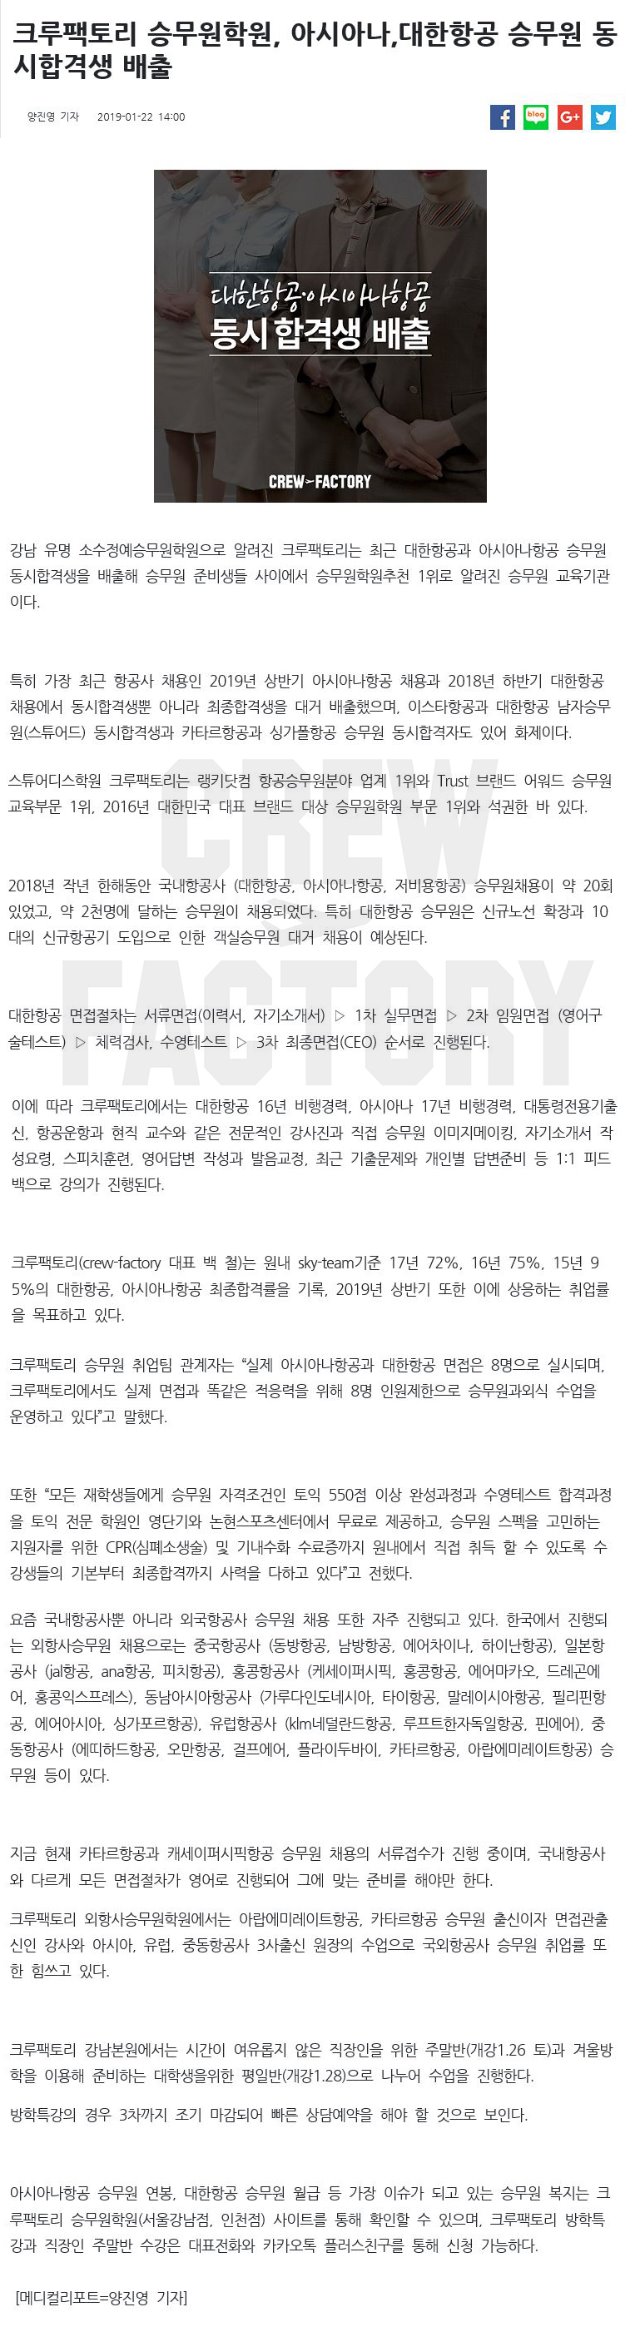 크루팩토리 승무원학원, 아시아나,대한항공 승무원 동
시합격생 배출
양진영 기자 2019-01-22 14:00
f
blog
G+
대한항공·아시아나항공
동시 합격생 배출
CREW FACTORY
강남 유명 소수정예승무원학원으로 알려진 크루팩토리는 최근 대한항공과 아시아나항공 승무원
동시합격생을 배출해 승무원 준비생들 사이에서 승무원학원추천 1위로 알려진 승무원 교육기관
이다.
특히 가장 최근 항공사 채용인 2019년 상반기 아시아나항공 채용과 2018년 하반기 대한항공
채용에서 동시합격생뿐 아니라 최종합격생을 대거 배출했으며, 이스타항공과 대한항공 남자승무
원(스튜어드) 동시합격생과 카타르항공과 싱가폴항공 승무원 동시합격자도 있어 화제이다.
스튜어디스학원 크루팩토리는 랭키닷컴 항공승무원분야 업계 1위와 Trust 브랜드 어워드 승무원
교육부문 1위, 2016년 대한민국 대표 브랜드 대상 승무원학원 부문 1위와 석권한 바 있다.
CREW
2018년 작년 한해동안 국내항공사 (대한항공, 아시아나항공, 저비용항공) 승무원채용이 약 20회
있었고, 약 2천명에 달하는 승무원이 채용되었다. 특히 대한항공 승무원은 신규노선 확장과 10
대의 신규항공기 도입으로 인한 객실승무원 대거 채용이 예상된다.
FACTORY
대한항공 면접절차는 서류면접(이력서, 자기소개서) ▷ 1차 실무면접 ▷ 2차 임원면접 (영어구
술테스트) ▷ 체력검사, 수영테스트 ▷ 3차 최종면접(CEO) 순서로 진행된다.
이에 따라 크루팩토리에서는 대한항공 16년 비행경력, 아시아나 17년 비행경력, 대통령전용기출
신, 항공운항과 현직 교수와 같은 전문적인 강사진과 직접 승무원 이미지메이킹, 자기소개서 작
성요령, 스피치훈련, 영어답변 작성과 발음교정, 최근 기출문제와 개인별 답변준비 등 1:1 피드
백으로 강의가 진행된다.
크루팩토리(crew-factory 대표 백 철)는 원내 sky-team기준 17년 72%, 16년 75%, 15년 9
5%의 대한항공, 아시아나항공 최종합격률을 기록, 2019년 상반기 또한 이에 상응하는 취업률
을 목표하고 있다.
크루팩토리 승무원 취업팀 관계자는 “실제 아시아나항공과 대한항공 면접은 8명으로 실시되며,
크루팩토리에서도 실제 면접과 똑같은 적응력을 위해 8명 인원제한으로 승무원과외식 수업을
운영하고 있다”고 말했다.
또한 “모든 재학생들에게 승무원 자격조건인 토익 550점 이상 완성과정과 수영테스트 합격과정
을 토익 전문 학원인 영단기와 논현스포츠센터에서 무료로 제공하고, 승무원 스펙을 고민하는
지원자를 위한 CPR(심폐소생술) 및 기내수화 수료증까지 원내에서 직접 취득 할 수 있도록 수
강생들의 기본부터 최종합격까지 사력을 다하고 있다”고 전했다.
요즘 국내항공사뿐 아니라 외국항공사 승무원 채용 또한 자주 진행되고 있다. 한국에서 진행되
는 외항사승무원 채용으로는 중국항공사 (동방항공, 남방항공, 에어차이나, 하이난항공), 일본항
공사 (jal항공, ana항공, 피치항공), 홍콩항공사 (케세이퍼시픽, 홍콩항공, 에어마카오, 드레곤에
어, 홍콩익스프레스), 동남아시아항공사 (가루다인도네시아, 타이항공, 말레이시아항공, 필리핀항
공, 에어아시아, 싱가포르항공), 유럽항공사 (klm네덜란드항공, 루프트한자독일항공, 핀에어), 중
동항공사 (에띠하드항공, 오만항공, 걸프에어, 플라이두바이, 카타르항공, 아랍에미레이트항공) 승
무원 등이 있다.
지금 현재 카타르항공과 캐세이퍼시픽항공 승무원 채용의 서류접수가 진행 중이며, 국내항공사
와 다르게 모든 면접절차가 영어로 진행되어 그에 맞는 준비를 해야만 한다.
크루팩토리 외항사승무원학원에서는 아랍에미레이트항공, 카타르항공 승무원 출신이자 면접관출
신인 강사와 아시아, 유럽, 중동항공사 3사출신 원장의 수업으로 국외항공사 승무원 취업률 또
한 힘쓰고 있다.
크루팩토리 강남본원에서는 시간이 여유롭지 않은 직장인을 위한 주말반(개강1.26 토)과 겨울방
학을 이용해 준비하는 대학생을위한 평일반(개강1.28)으로 나누어 수업을 진행한다.
방학특강의 경우 3차까지 조기 마감되어 빠른 상담예약을 해야 할 것으로 보인다.
아시아나항공 승무원 연봉, 대한항공 승무원 월급 등 가장 이슈가 되고 있는 승무원 복지는 크
루팩토리 승무원학원(서울강남점, 인천점) 사이트를 통해 확인할 수 있으며, 크루팩토리 방학특
강과 직장인 주말반 수강은 대표전화와 카카오톡 플러스친구를 통해 신청 가능하다.
[메디컬리포트=양진영 기자]